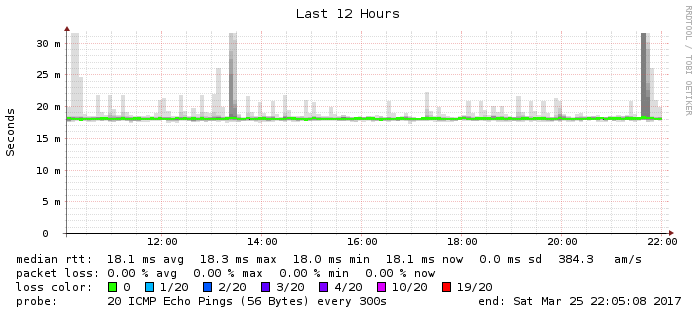 Last 12 Hours
RRDTOOL / TOBI OETIKER
Seconds
30 m
25 m
20 m
15 m
10 m
5 m
0
12:00 14:00 16:00 18:00 20:00 22:00
median rtt: 18.1 ms avg 18.3 ms max 18.0 ms min 18.1 ms now 0.0 ms sd 384.3 am/s
packet loss: 0.00 % avg 0.00 % max 0.00 % min 0.00 % now
loss color: 0 1/20 2/20 3/20 4/20 10/20 19/20
probe: 20 ICMP Echo Pings (56 Bytes) every 300s end: Sat Mar 25 22:05:08 2017